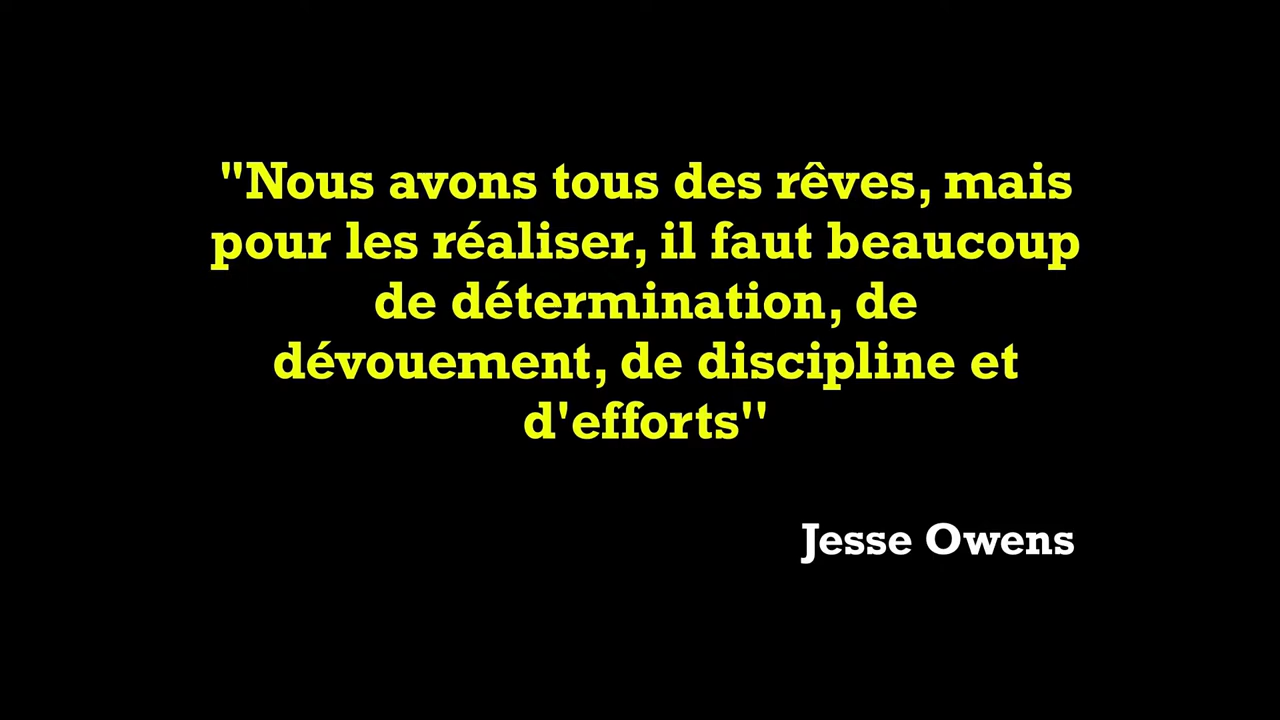 "Nous avons tous des rêves, mais
pour les réaliser, il faut beaucoup
de détermination, de
dévouement, de discipline et
d'efforts''
Jesse Owens